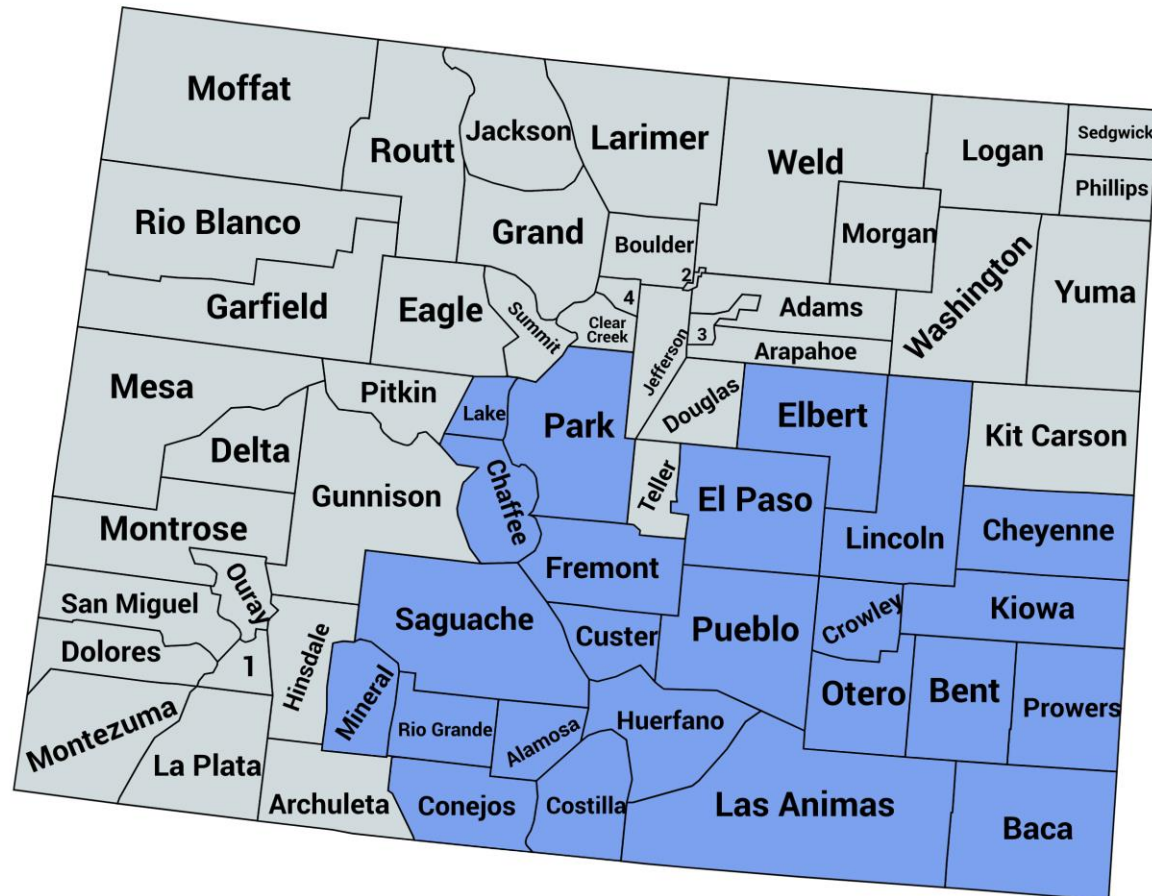 Moffat
Routt
Jackson
Larimer
Weld
Logan
Sedgwick
Phillips
Rio Blanco
Grand
Boulder
Morgan
Washington
Yuma
Garfield
Eagle
Summit
4
Clear
Creek
2
3
Jefferson
Adams
Arapahoe
Mesa
Pitkin
Lake
Park
Douglas
Elbert
Kit Carson
Delta
Gunnison
Chaffee
Teller
El Paso
Lincoln
Cheyenne
Montrose
Ouray
Fremont
Kiowa
San Miguel
Saguache
Custer
Pueblo
Crowley
Dolores
1
Hinsdale
Mineral
Rio Grande
Alamosa
Huerfano
Otero
Bent
Prowers
Montezuma
La Plata
Archuleta
Conejos
Costilla
Las Animas
Baca